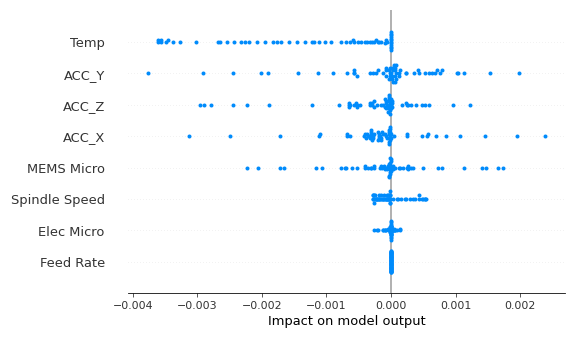 Temp
ACC_Y
ACC_Z
ACC_X
MEMS Micro
Spindle Speed
Elec Micro
Feed Rate
−0.004 −0.003 −0.002 −0.001 0.000 0.001 0.002
Impact on model output